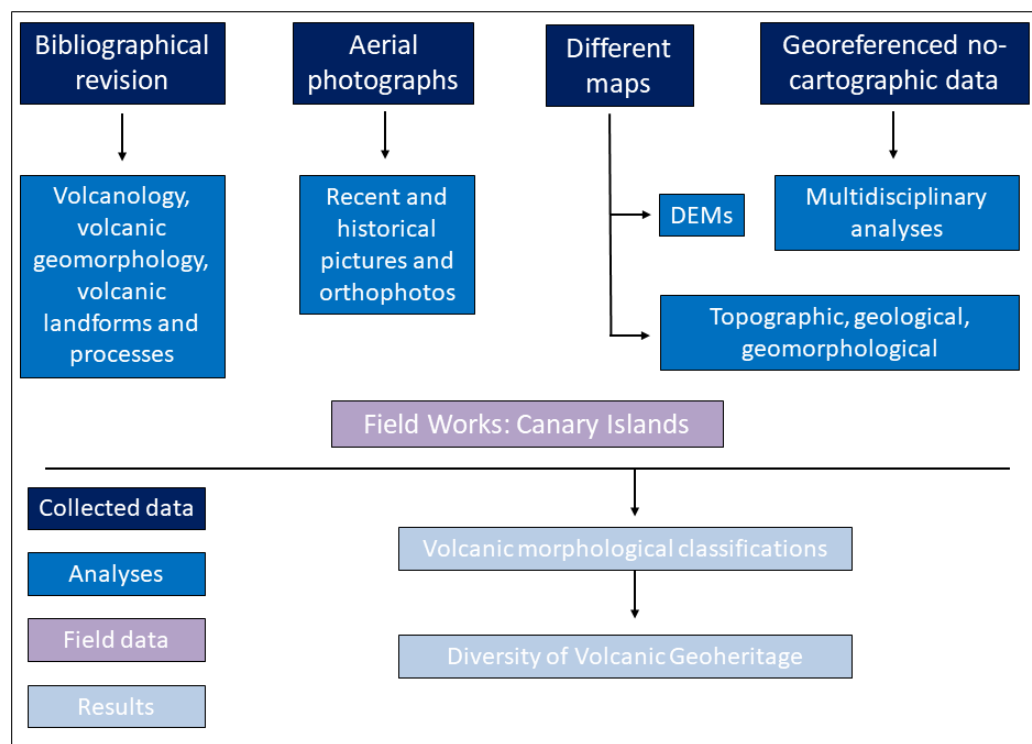 Bibliographical
revision
Aerial
photographs
Different
maps
Georeferenced no-
cartographic data
Volcanology,
volcanic
geomorphology,
volcanic
landforms and
processes
Recent and
historical
pictures and
orthophotos
DEMs
Multidisciplinary
analyses
Topographic, geological,
geomorphological
Field Works: Canary Islands
Collected data
Analyses
Field data
Results
Volcanic morphological classifications
Diversity of Volcanic Geoheritage